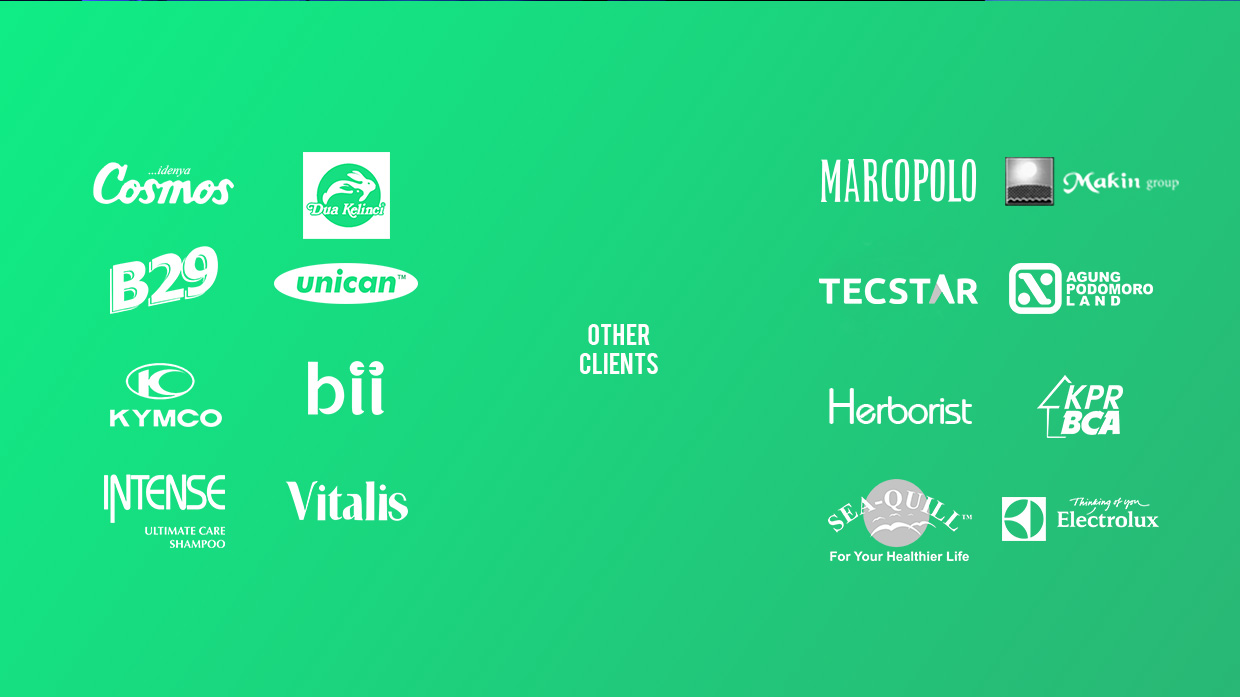 ...idenya
Cosmos
Dua Kelinci
B29
unican™
KYMCO
bii
INTENSE
ULTIMATE CARE
SHAMPOO
Vitalis
OTHER
CLIENTS
MARCOPOLO
Makin group
TECSTAR
AGUNG
PODOMORO
LAND
Herborist
KPR
BCA
SEA-QUILL™
For Your Healthier Life
Thinking of you
Electrolux